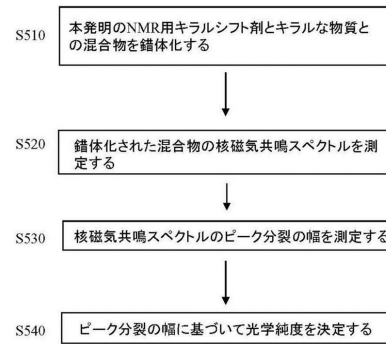 S510
本発明のNMR用キラルシフト剤とキラルな物質と
の混合物を錯体化する
S520
錯体化された混合物の核磁気共鳴スペクトルを測
定する
S530
核磁気共鳴スペクトルのピーク分裂の幅を測定する
S540
ピーク分裂の幅に基づいて光学純度を決定する